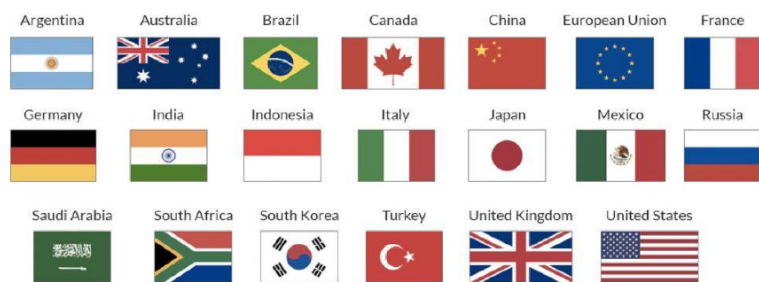 Argentina Australia Brazil Canada China European Union France
Germany India Indonesia Italy Japan Mexico Russia
Saudi Arabia South Africa South Korea Turkey United Kingdom United States